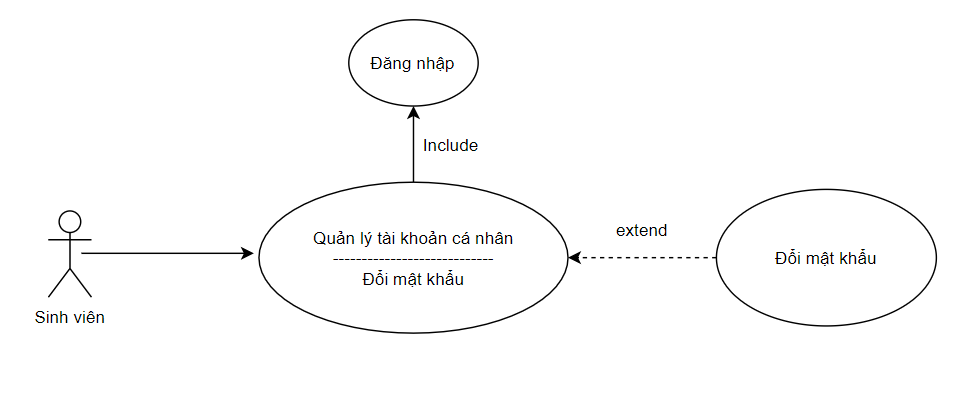 Đăng nhập
Include
Quản lý tài khoản cá nhân
----------------------------
Đổi mật khẩu
extend
Đổi mật khẩu
Sinh viên